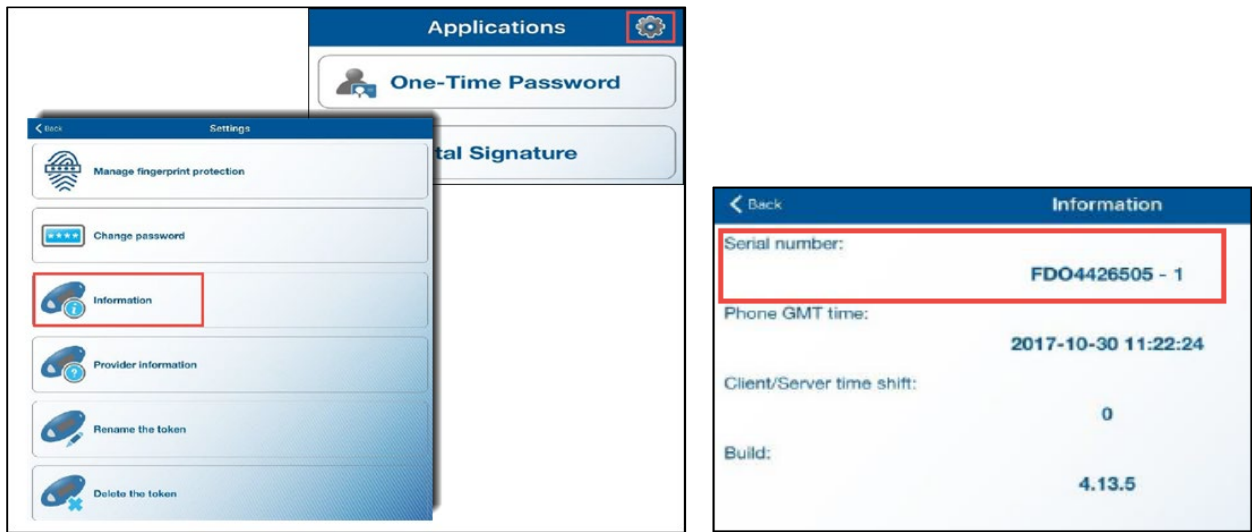 Applications
One-Time Password
tal Signature
Back
Settings
Manage fingerprint protection
Change password
Information
Provider information
Rename the token
Delete the token
Back
Information
Serial number:
FDO4426505 - 1
Phone GMT time:
2017-10-30 11:22:24
Client/Server time shift:
0
Build:
4.13.5